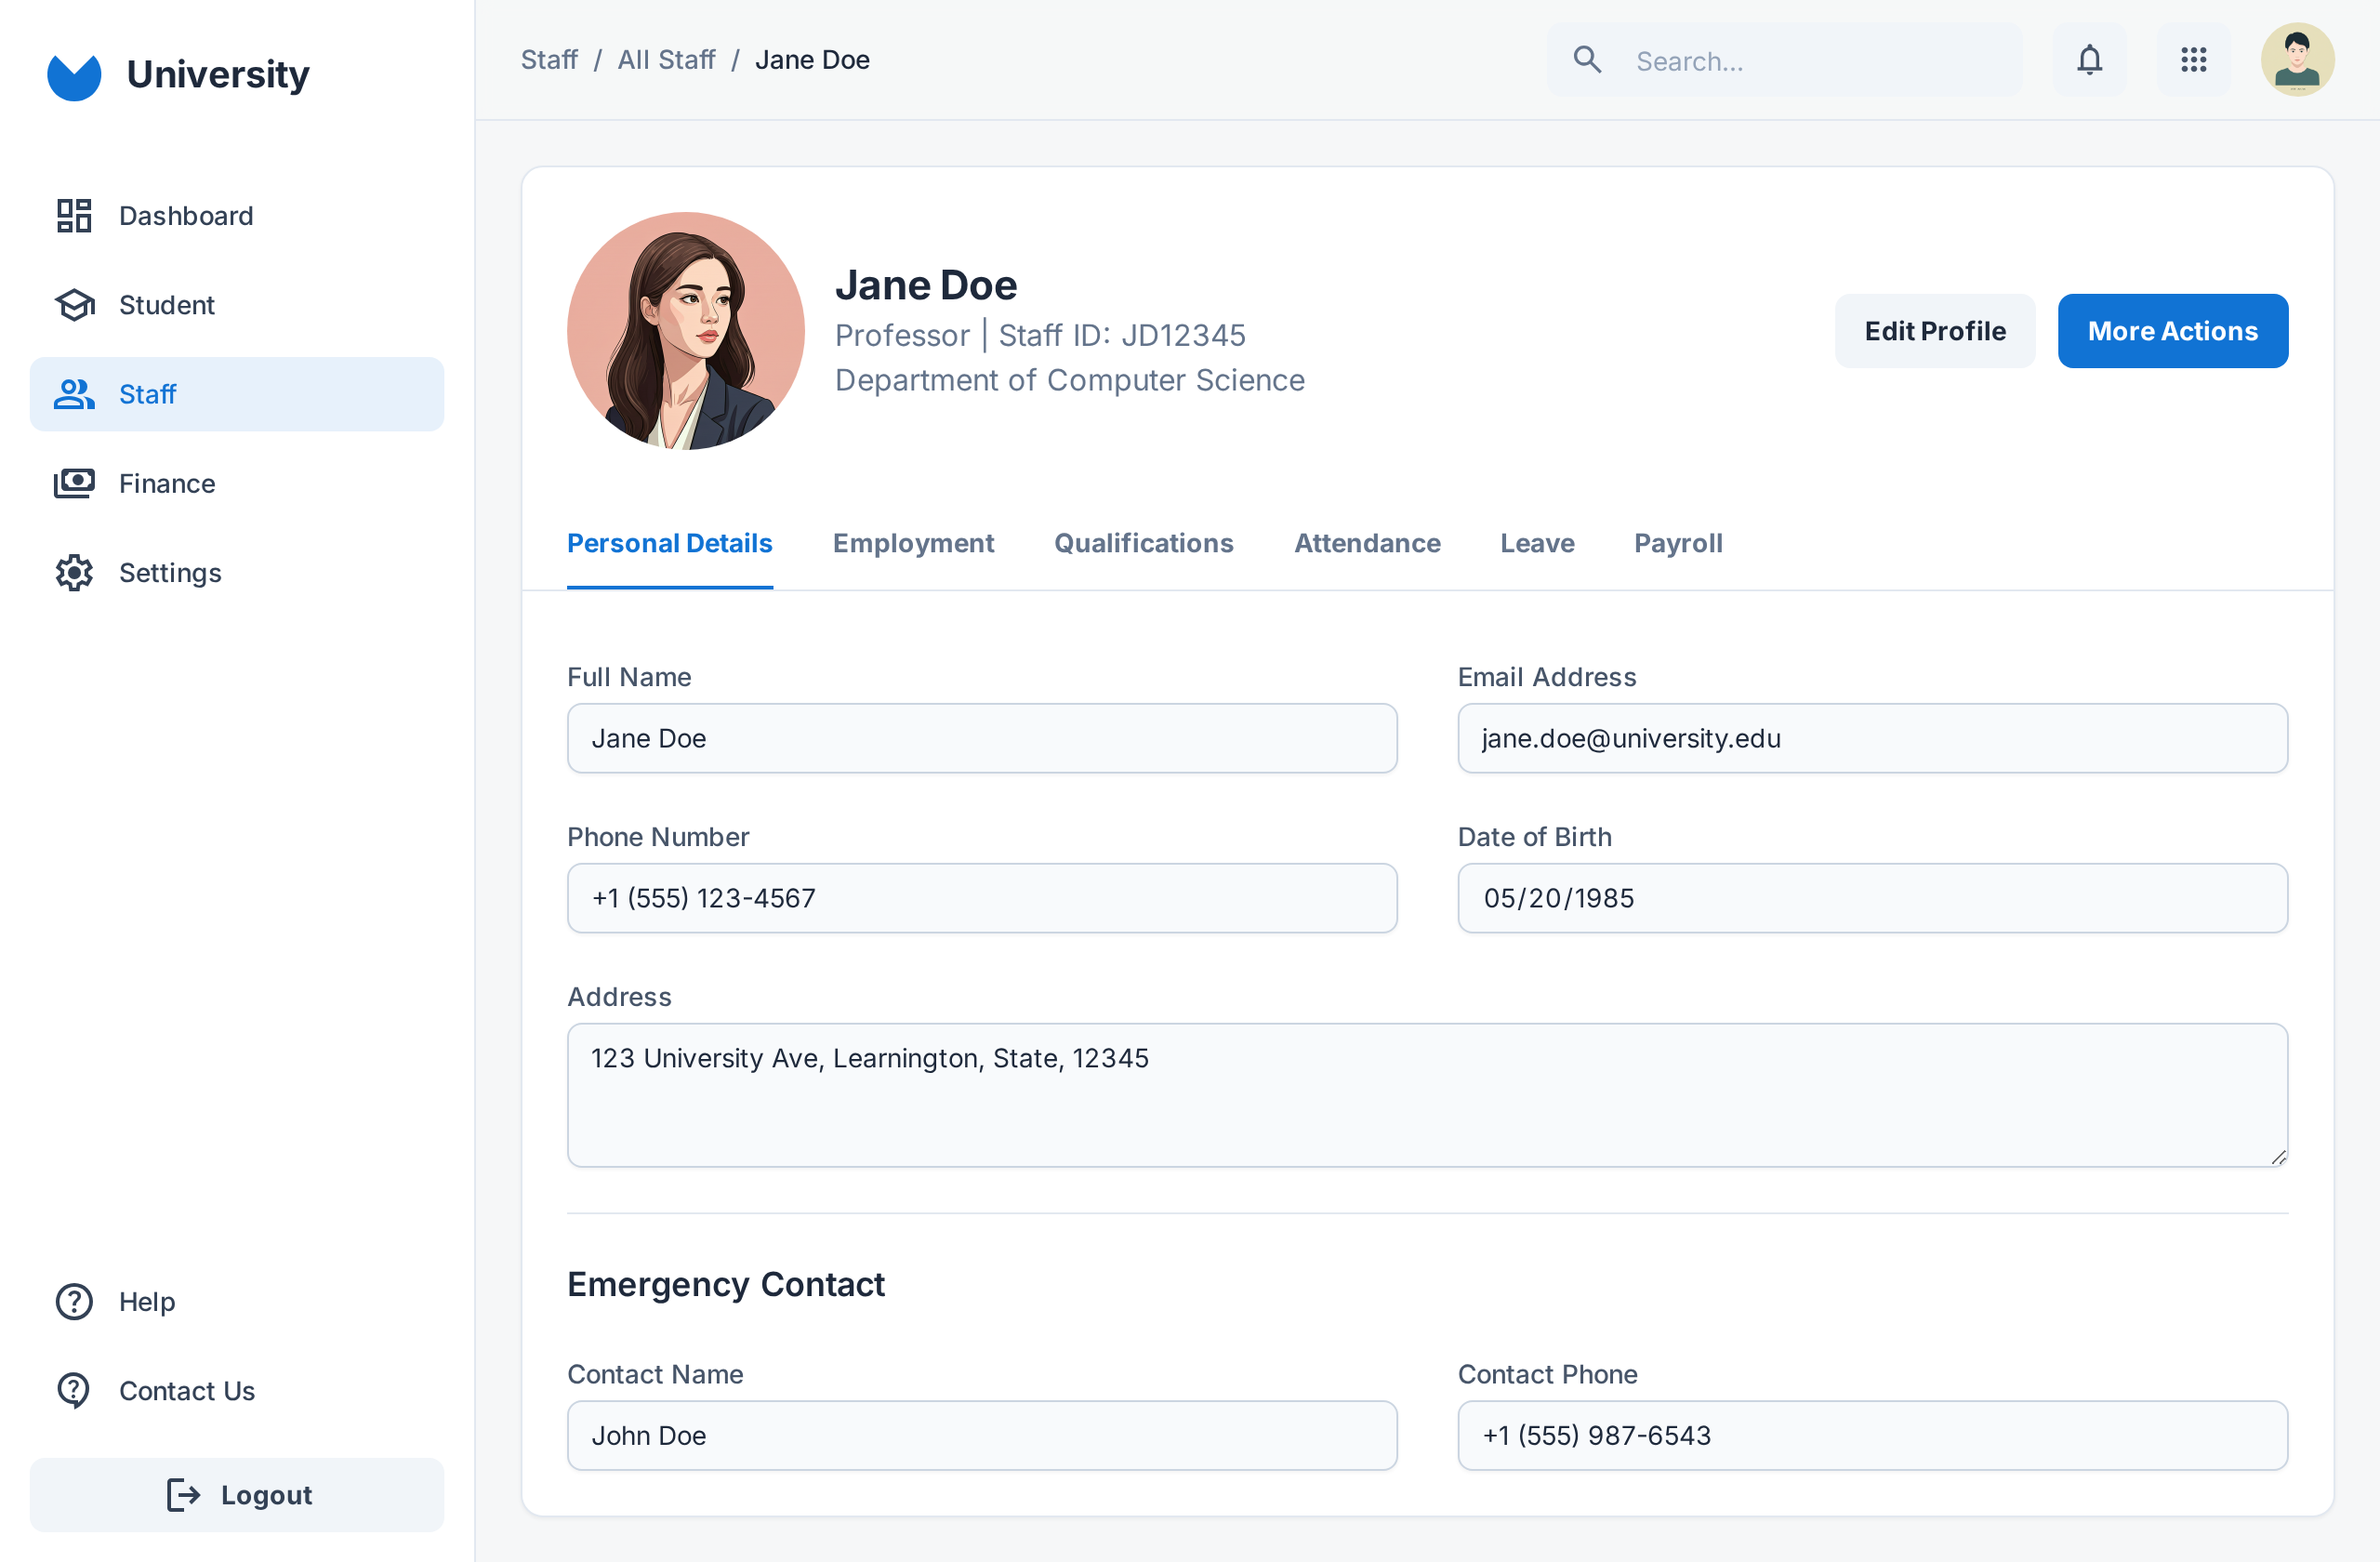 University
Dashboard
Student
Staff
Finance
Settings
Help
Contact Us
Logout
Staff / All Staff / Jane Doe
Search...
Jane Doe
Professor | Staff ID: JD12345
Department of Computer Science
Edit Profile
More Actions
Personal Details Employment Qualifications Attendance Leave Payroll
Full Name
Jane Doe
Email Address
jane.doe@university.edu
Phone Number
+1 (555) 123-4567
Date of Birth
05/20/1985
Address
123 University Ave, Learnington, State, 12345
Emergency Contact
Contact Name
John Doe
Contact Phone
+1 (555) 987-6543